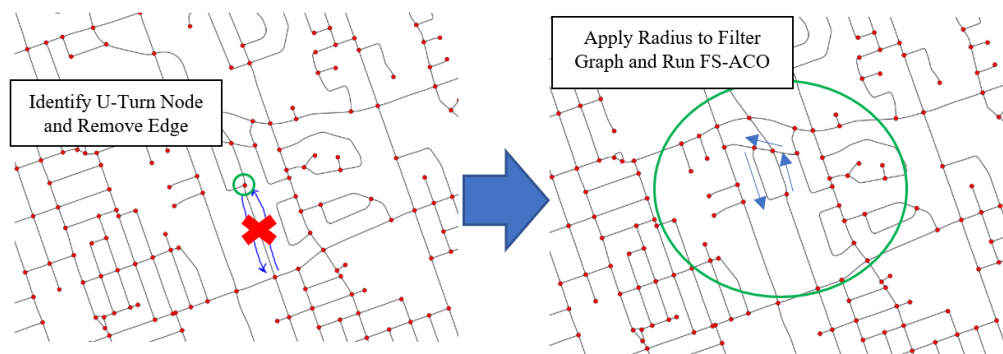 Identify U-Turn Node
and Remove Edge
Apply Radius to Filter
Graph and Run FS-ACO